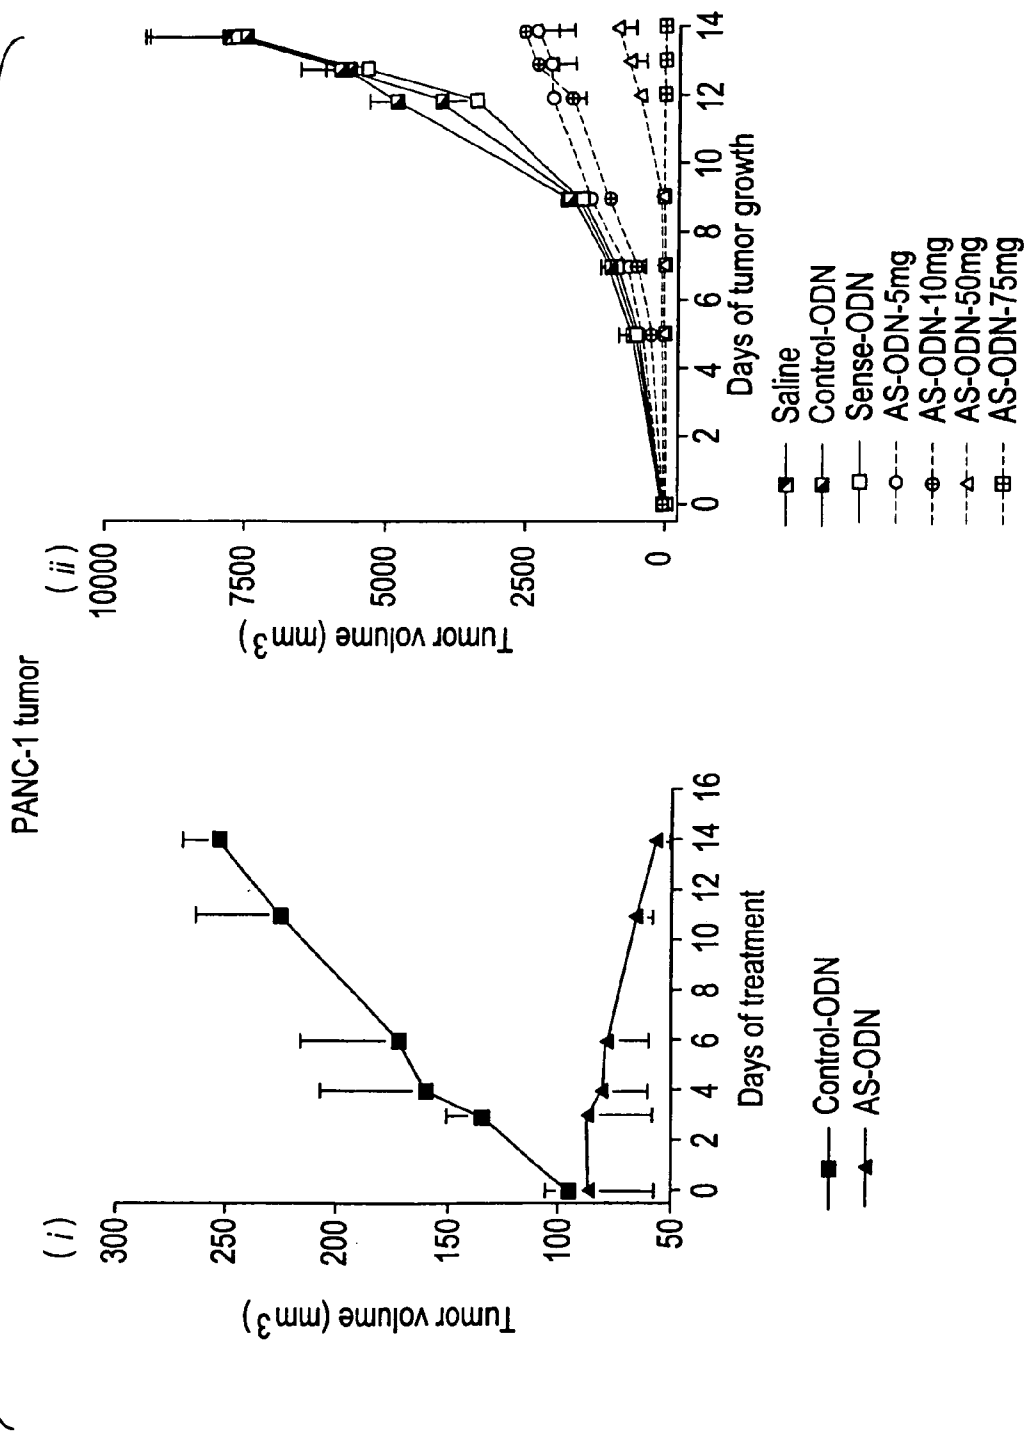 PANC-1 tumor
(i)
300
250
200
150
100
50
Tumor volume (mm3)
0 2 4 6 8 10 12 14 16
Days of treatment
Control-ODN
AS-ODN
(ii)
10000
7500
5000
2500
0
Tumor volume (mm3)
0 2 4 6 8 10 12 14
Days of tumor growth
Saline
Control-ODN
Sense-ODN
AS-ODN-5mg
AS-ODN-10mg
AS-ODN-50mg
AS-ODN-75mg